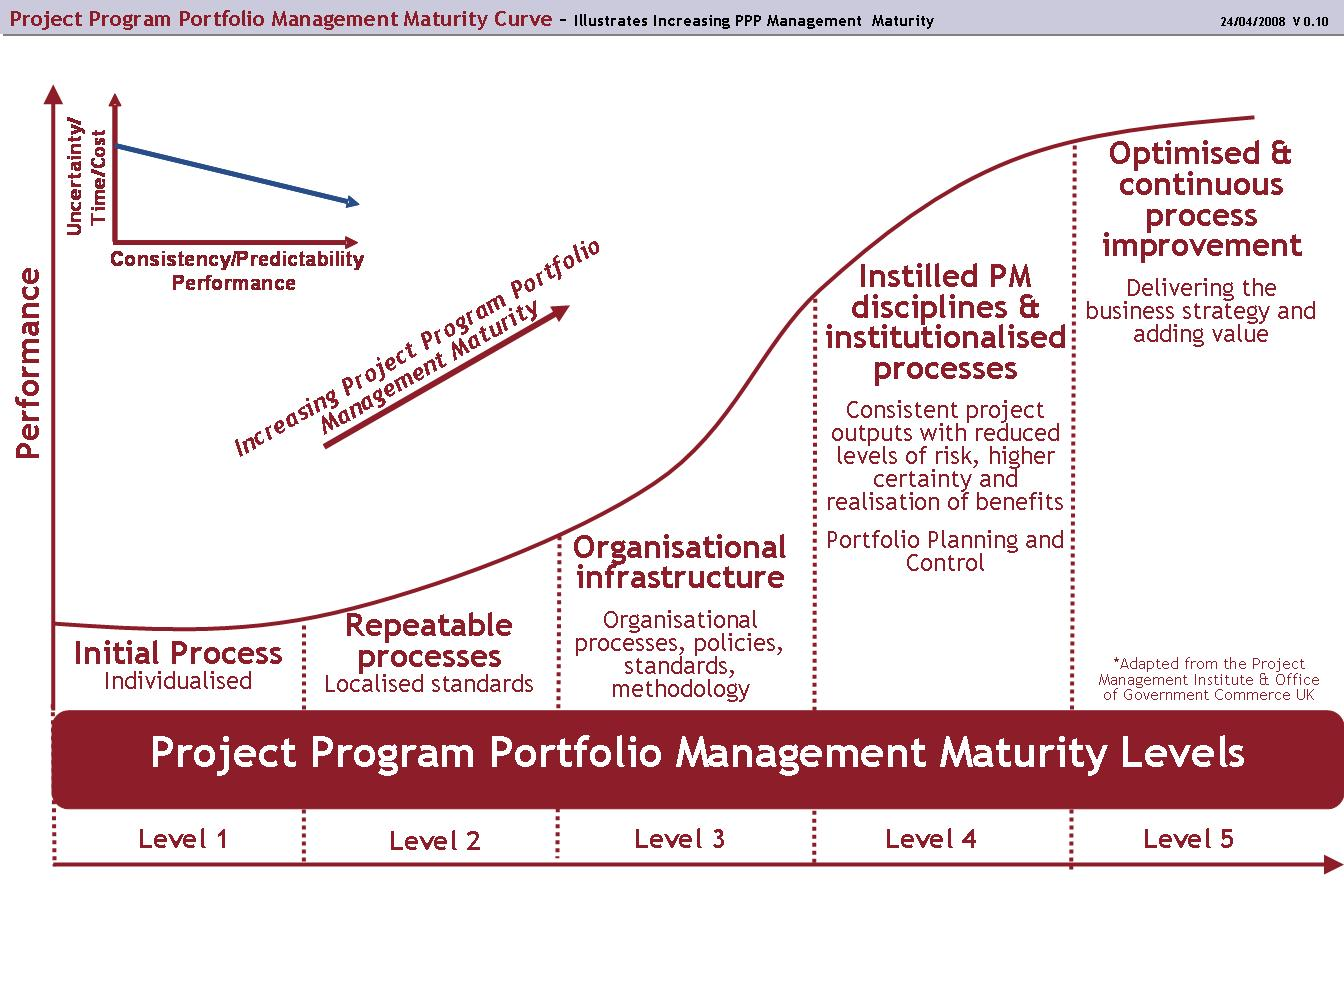 Project Program Portfolio Management Maturity Curve – Illustrates Increasing PPP Management Maturity
24/04/2008 V 0.10
Performance
Uncertainty/
Time/Cost
Consistency/Predictability
Performance
Increasing Project Program Portfolio
Management Maturity
Initial Process
Individualised
Repeatable
processes
Localised standards
Organisational
infrastructure
Organisational
processes, policies,
standards,
methodology
Instilled PM
disciplines &
institutionalised
processes
Consistent project
outputs with reduced
levels of risk, higher
certainty and
realisation of benefits
Portfolio Planning and
Control
Optimised &
continuous
process
improvement
Delivering the
business strategy and
adding value
*Adapted from the Project
Management Institute & Office
of Government Commerce UK
Project Program Portfolio Management Maturity Levels
Level 1
Level 2
Level 3
Level 4
Level 5